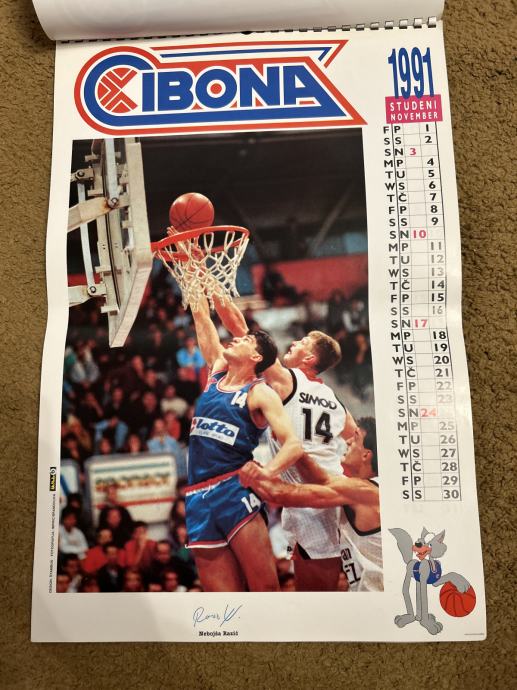 CIBONA
1991
STUDENI
NOVEMBER
F P 1
S S 2
S N 3
M P 4
T U 5
W S 6
T Č 7
F P 8
S S 9
S N 10
M P 11
T U 12
W S 13
T Č 14
F P 15
S S 16
S N 17
M P 18
T U 19
W S 20
T Č 21
F P 22
S S 23
S N 24
M P 25
T U 26
W S 27
T Č 28
F P 29
S S 30
14
lotto
14
SIMOD
14
Nebojša Razić